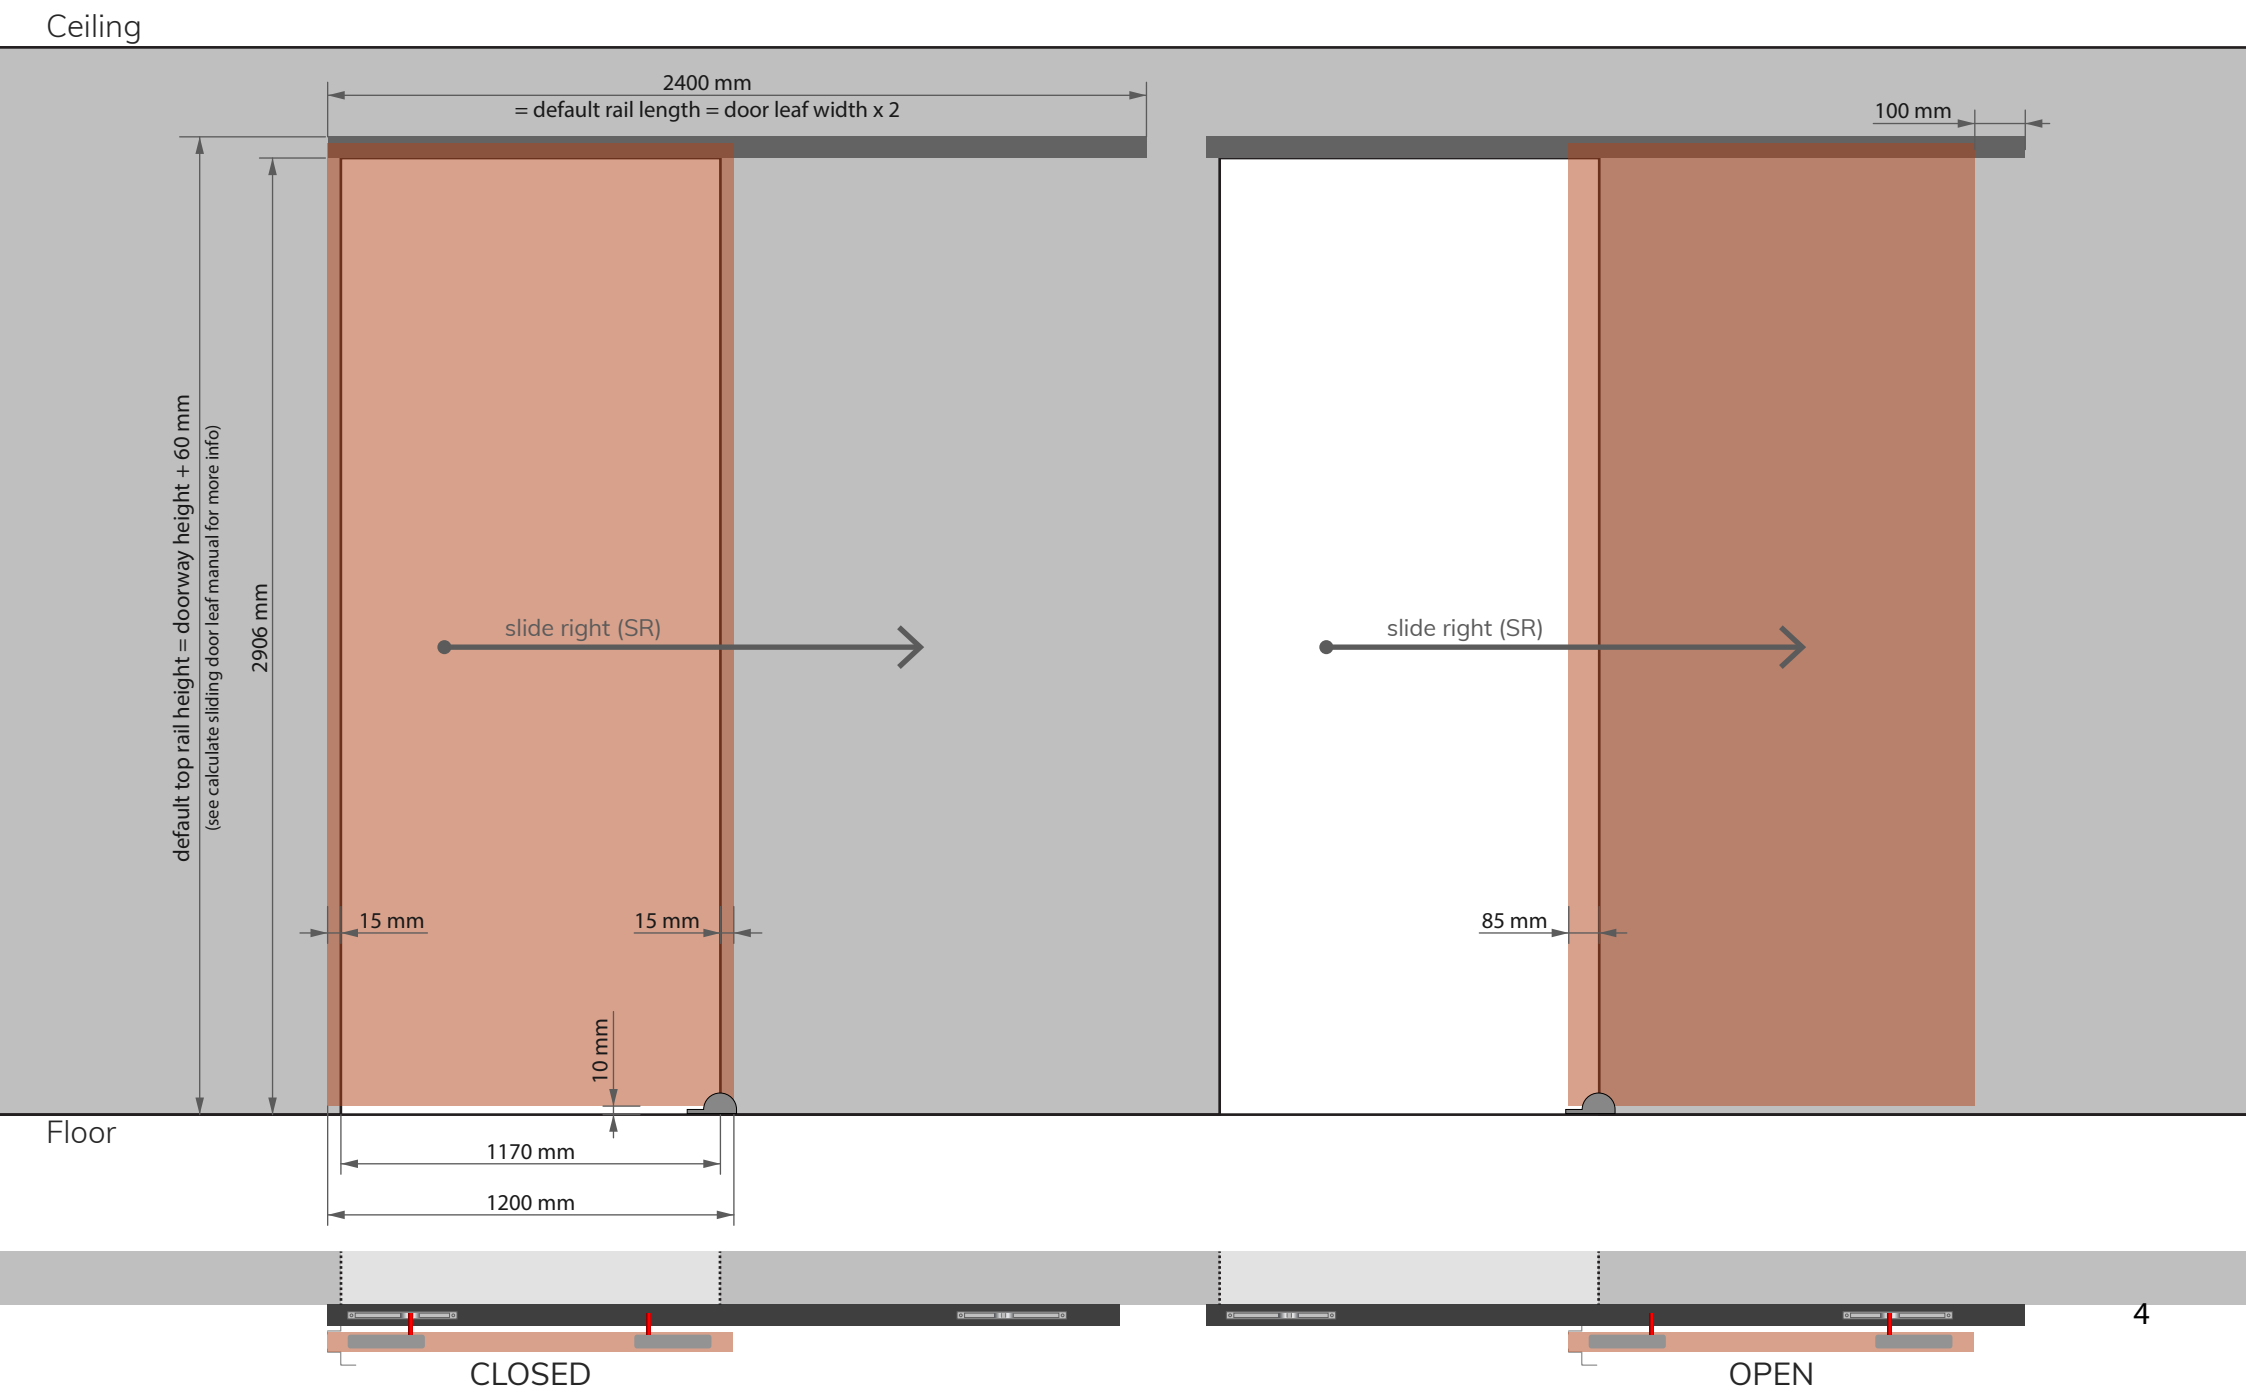 Ceiling
2400 mm
= default rail length = door leaf width x 2
100 mm
default top rail height = doorway height + 60 mm
(see calculate sliding door leaf manual for more info)
2906 mm
slide right (SR)
slide right (SR)
15 mm
15 mm
85 mm
10 mm
Floor
1170 mm
1200 mm
4
CLOSED
OPEN